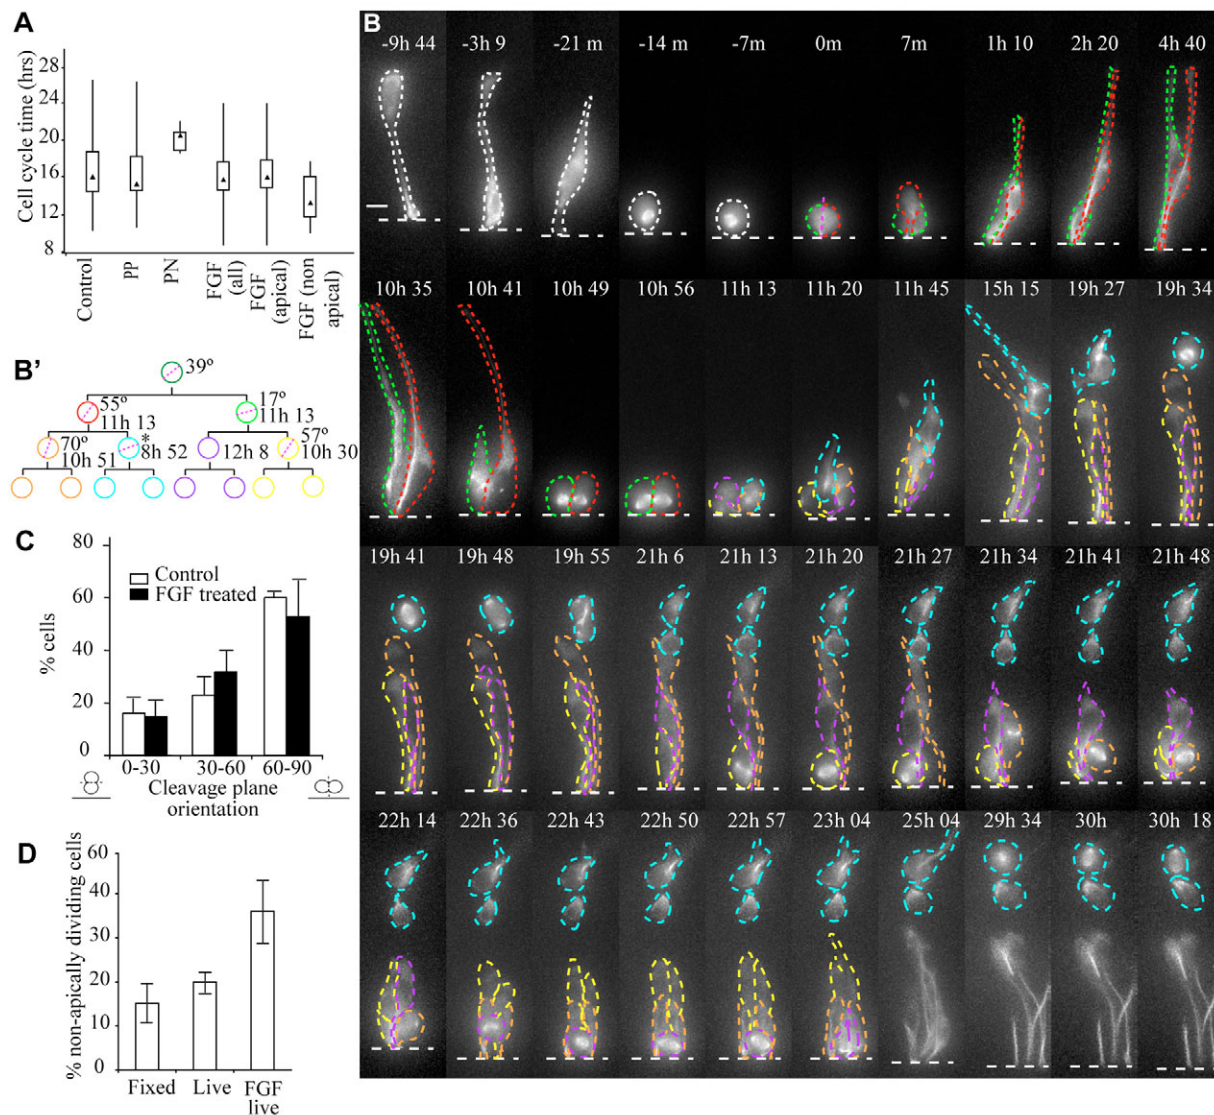 A
Cell cycle time (hrs)
28
24
20
16
12
8
Control
PP
PN
FGF (all)
FGF (apical)
FGF (non apical)
B
-9h 44 -3h 9 -21 m -14 m -7m 0m 7m 1h 10 2h 20 4h 40
10h 35 10h 41 10h 49 10h 56 11h 13 11h 20 11h 45 15h 15 19h 27 19h 34
19h 41 19h 48 19h 55 21h 6 21h 13 21h 20 21h 27 21h 34 21h 41 21h 48
22h 14 22h 36 22h 43 22h 50 22h 57 23h 04 25h 04 29h 34 30h 30h 18
B’
39º
55º 17º
11h 13 11h 13
70º * 57º
10h 51 8h 52 12h 8 10h 30
C
% cells
80
60
40
20
0
Control
FGF treated
0-30 30-60 60-90
Cleavage plane
orientation
D
% non-apically dividing cells
60
50
40
30
20
10
0
Fixed Live FGF
live